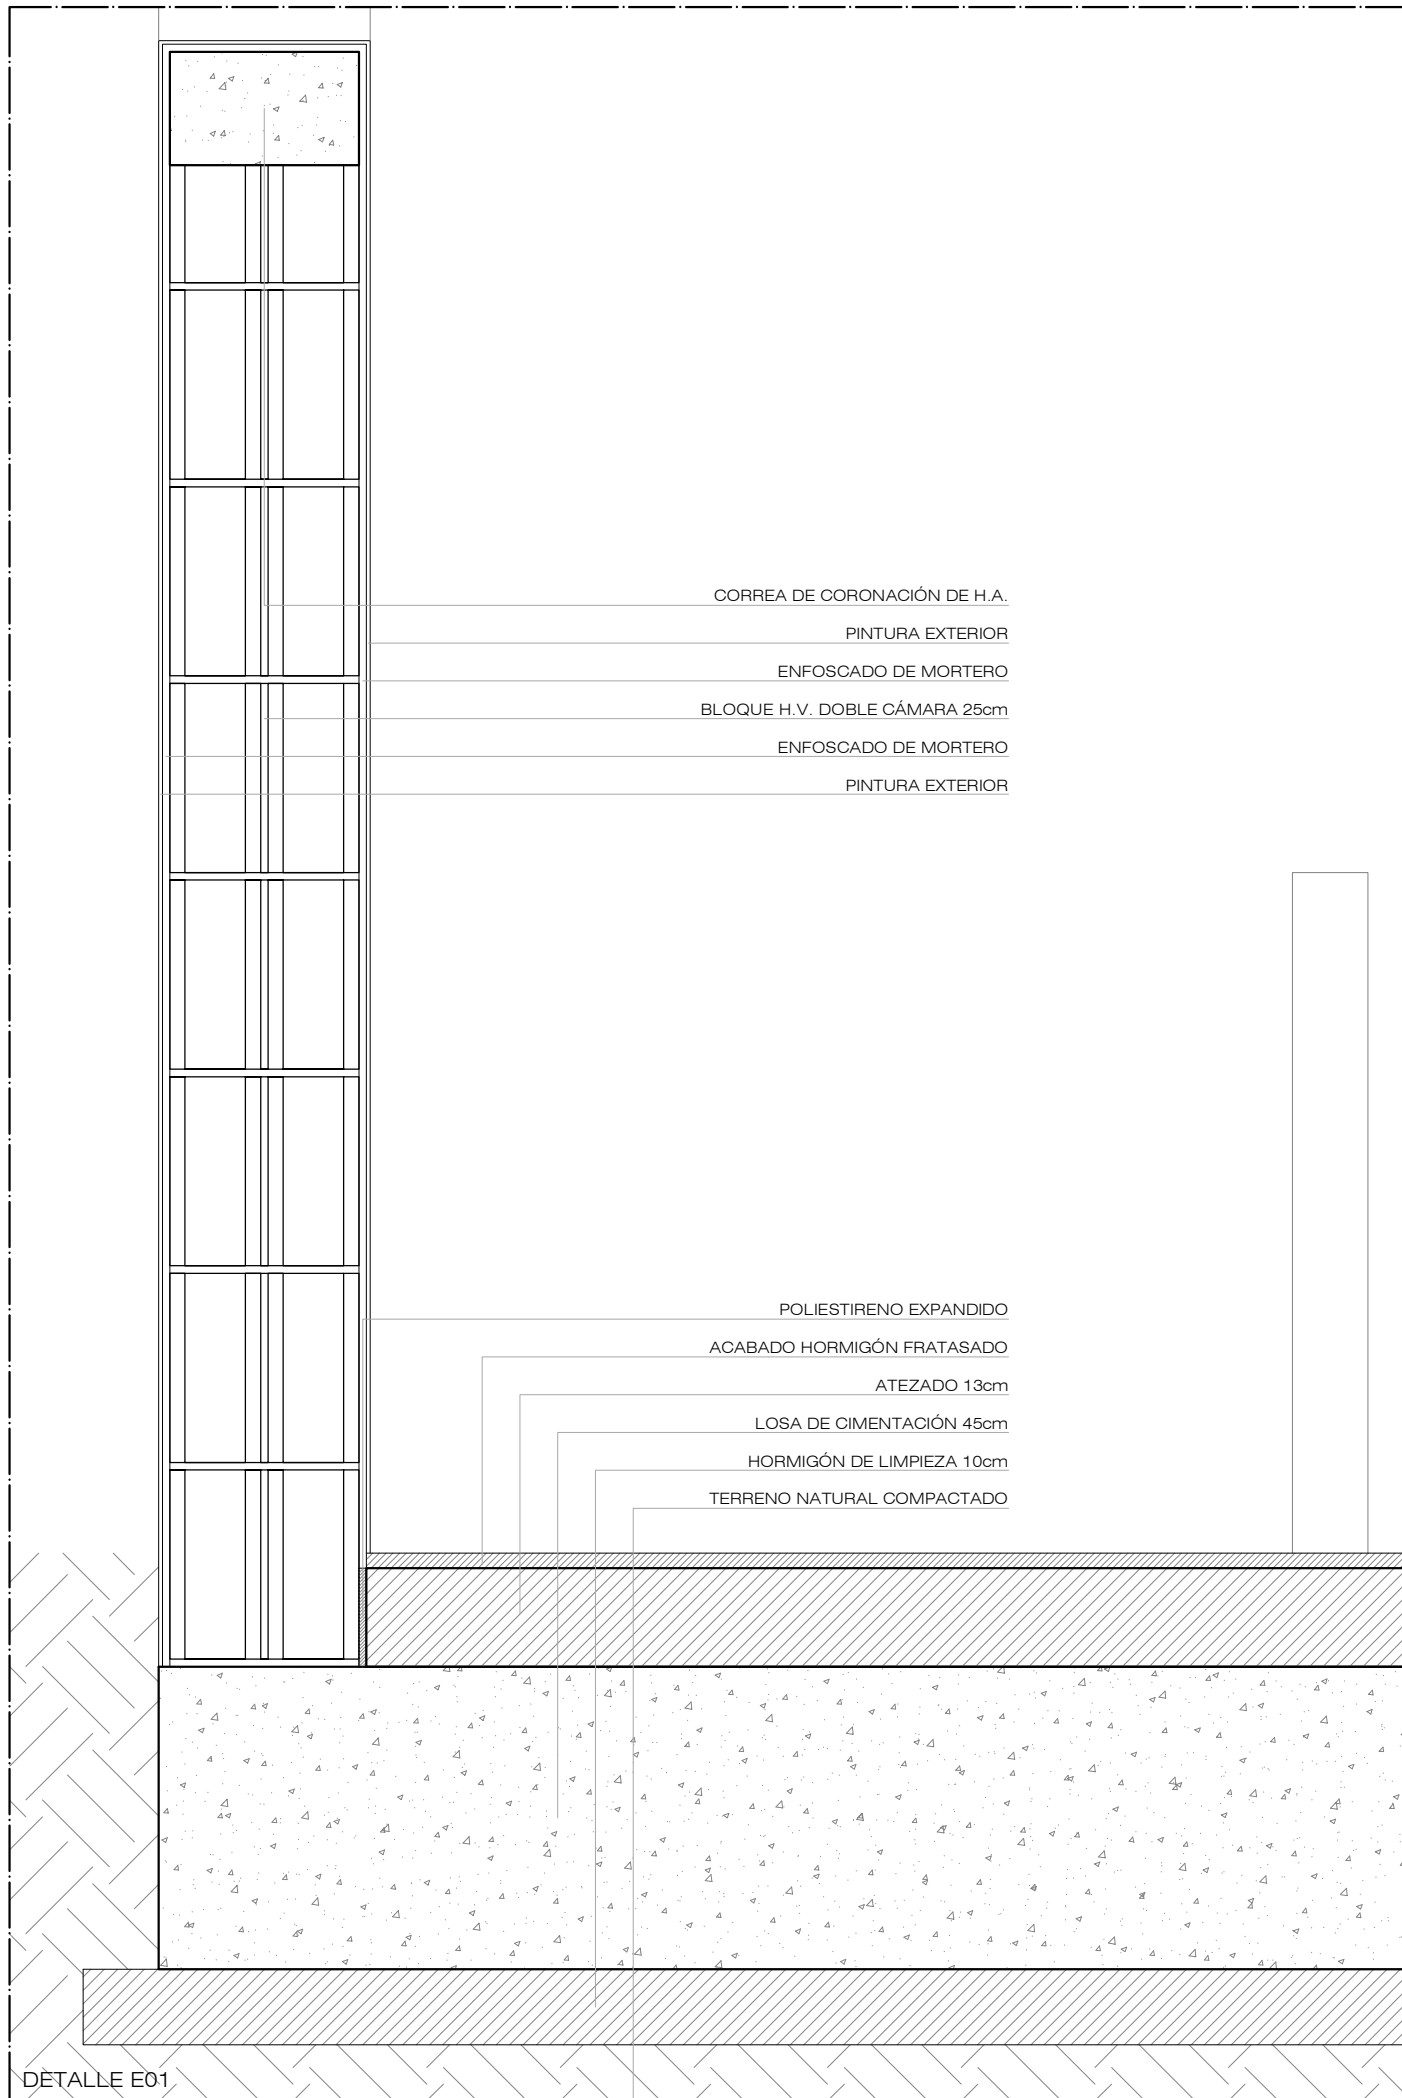 CORREA DE CORONACIÓN DE H.A.
PINTURA EXTERIOR
ENFOSCADO DE MORTERO
BLOQUE H.V. DOBLE CÁMARA 25cm
ENFOSCADO DE MORTERO
PINTURA EXTERIOR
POLIESTIRENO EXPANDIDO
ACABADO HORMIGÓN FRATASADO
ATEZADO 13cm
LOSA DE CIMENTACIÓN 45cm
HORMIGÓN DE LIMPIEZA 10cm
TERRENO NATURAL COMPACTADO
DETALLE E01